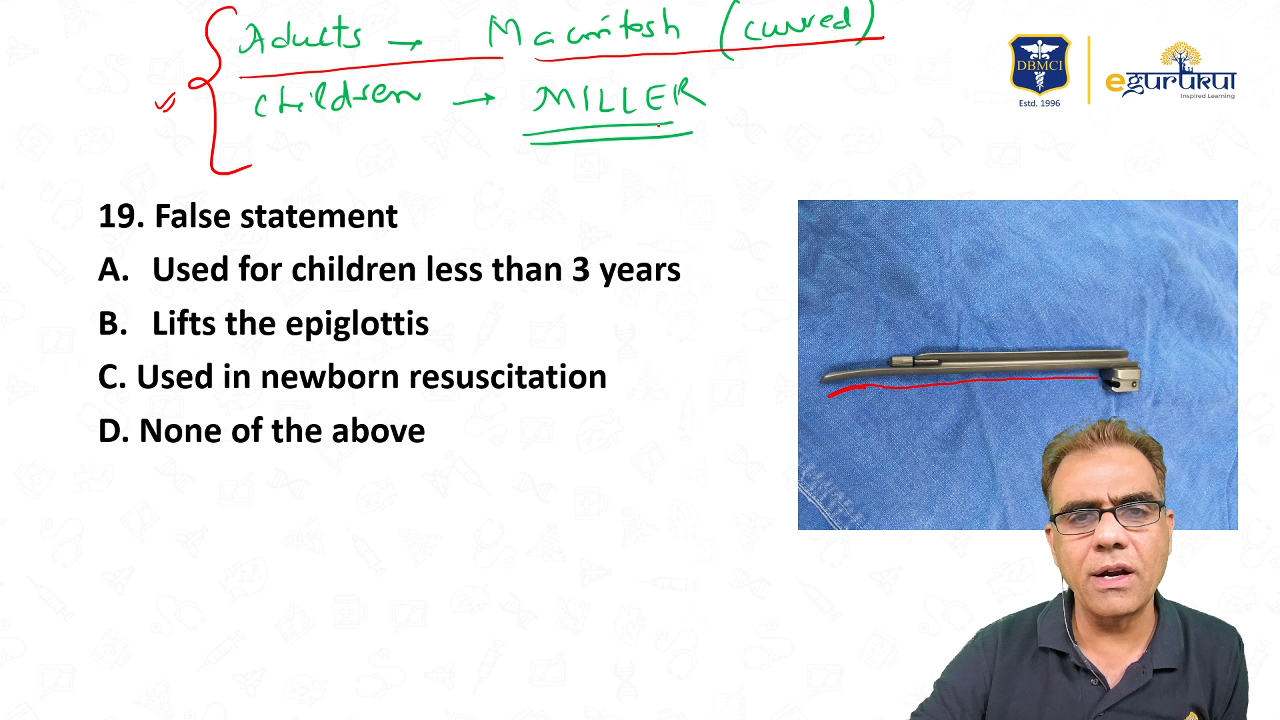 Adults → Macintosh (curved)
children → MILLER
DBMCI
Estd. 1996
egurukul
Inspired Learning
19. False statement
A. Used for children less than 3 years
B. Lifts the epiglottis
C. Used in newborn resuscitation
D. None of the above